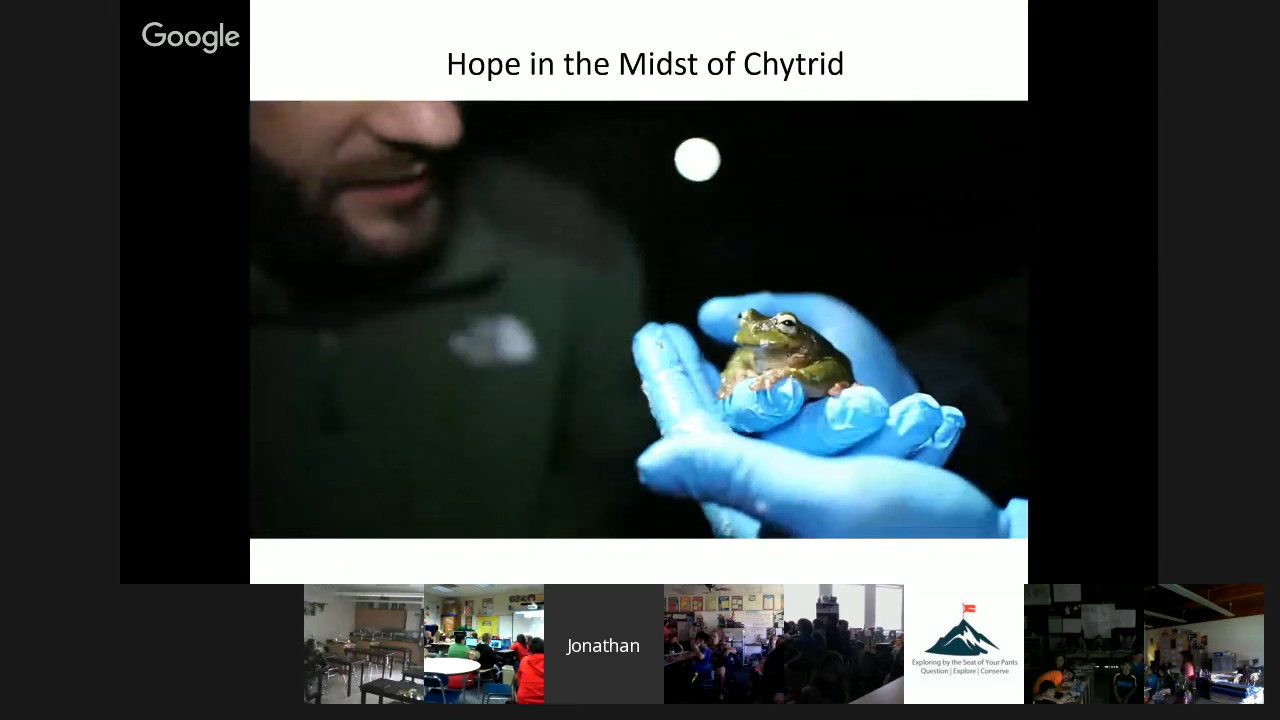 Google
Hope in the Midst of Chytrid
Jonathan
Exploring by the Seat of Your Pants
Question | Explore | Conserve